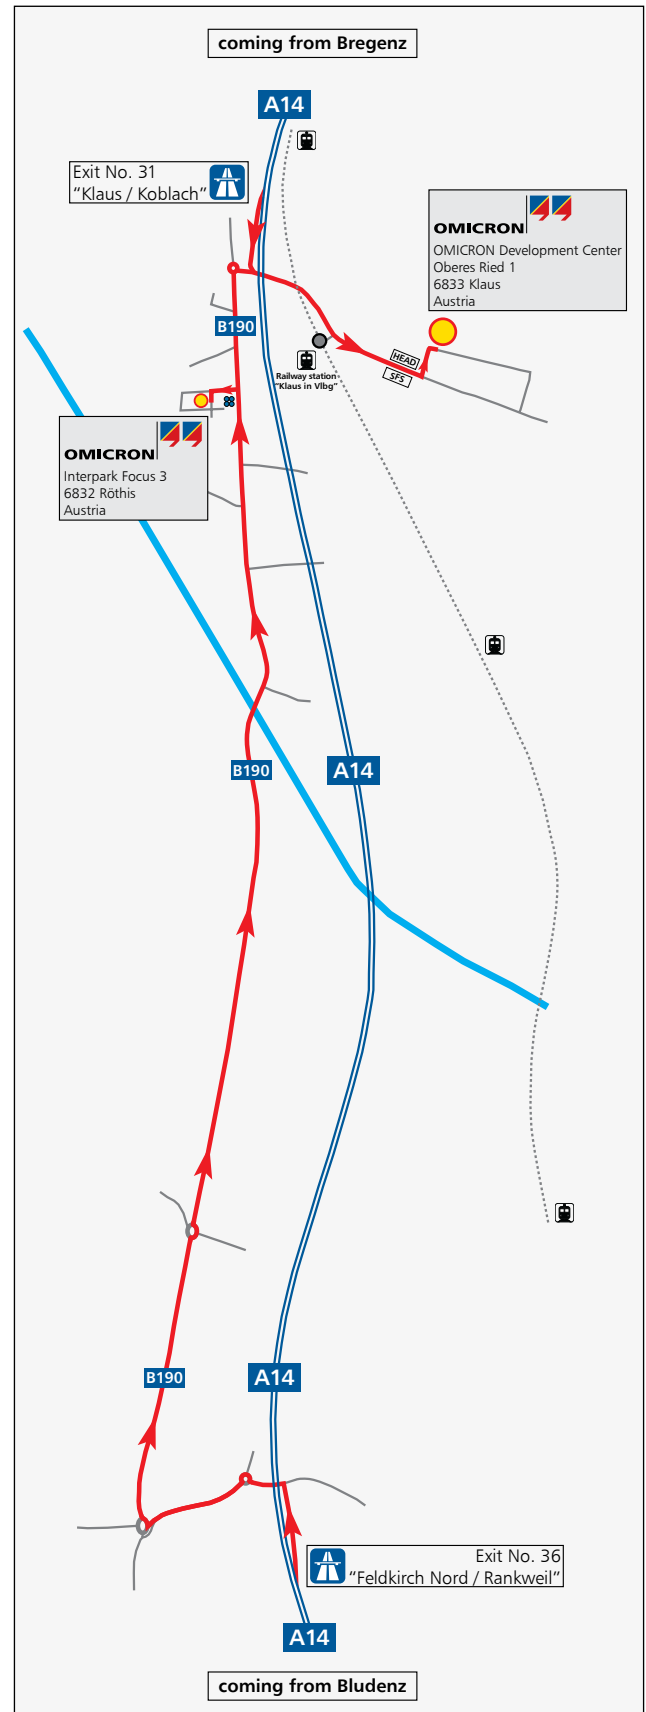 coming from Bregenz
A14
Exit No. 31
“Klaus / Koblach”
OMICRON
OMICRON Development Center
Oberes Ried 1
6833 Klaus
Austria
B190
HEAD
SFS
Railway station
“Klaus in Vlbg”
OMICRON
Interpark Focus 3
6832 Röthis
Austria
B190
A14
B190
A14
Exit No. 36
“Feldkirch Nord / Rankweil”
A14
coming from Bludenz